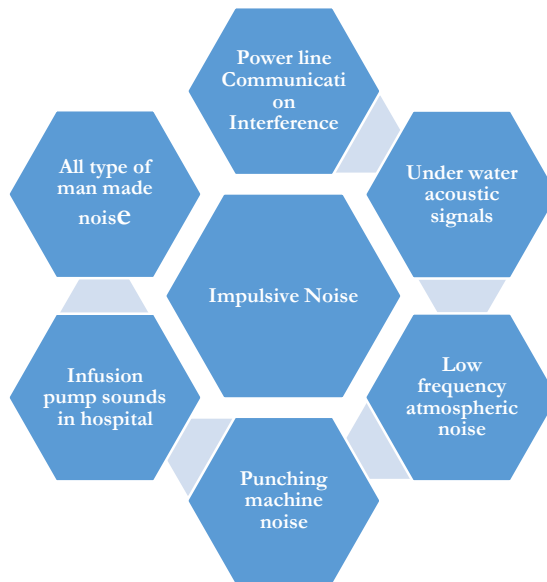 Power line
Communicati
on
Interference
All type of
man made
noise
Under water
acoustic
signals
Impulsive Noise
Infusion
pump sounds
in hospital
Low
frequency
atmospheric
noise
Punching
machine
noise